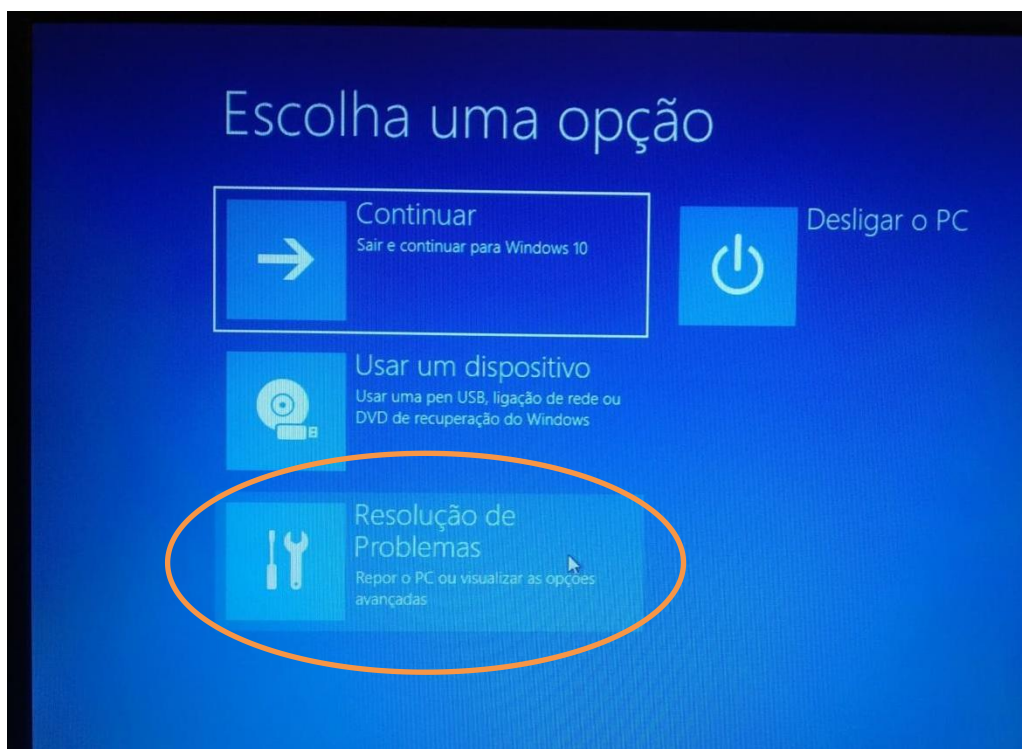 Escolha uma opção
Continuar
Sair e continuar para Windows 10
Desligar o PC
Usar um dispositivo
Usar uma pen USB, ligação de rede ou
DVD de recuperação do Windows
Resolução de
Problemas
Repor o PC ou visualizar as opções
avançadas